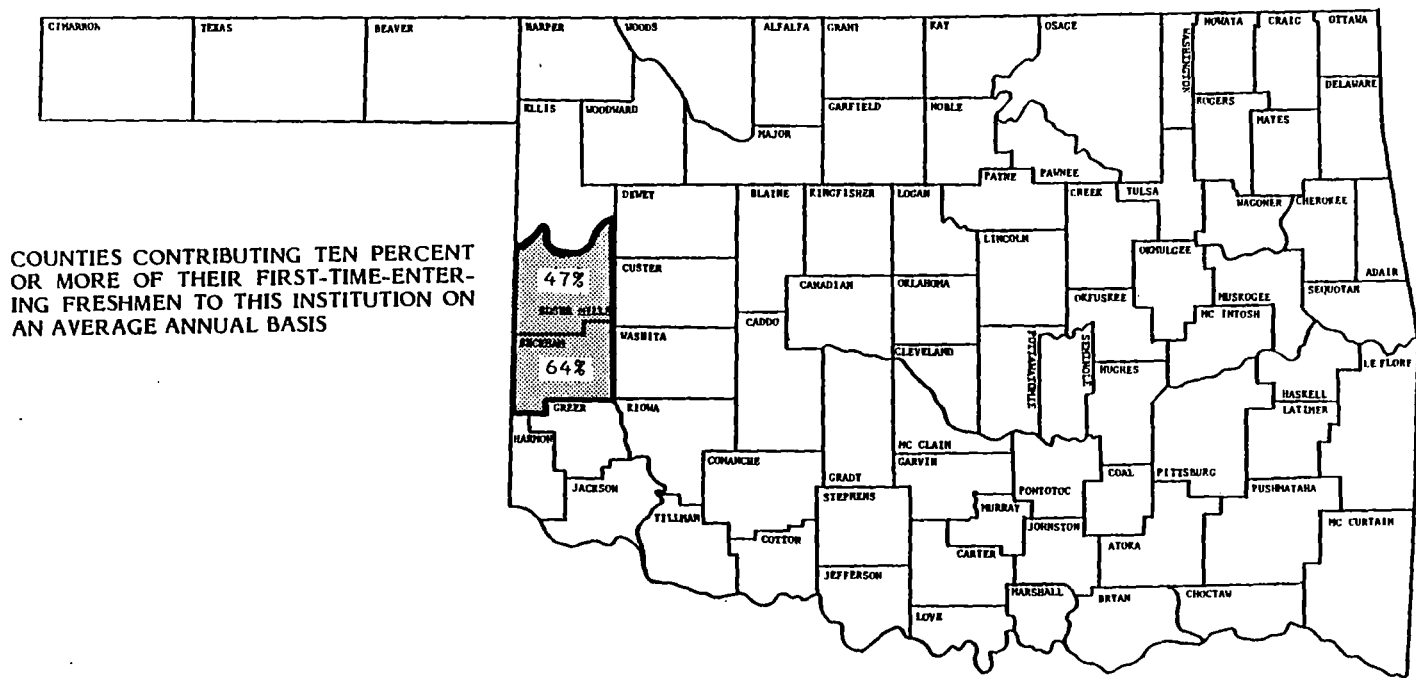 CIMARRON TEXAS BEAVER HARPER WOODS ALFALFA GRANT KAY OSAGE WASHINGTON NOWATA CRAIG OTTAWA
DELAWARE
ELLIS WOODWARD GARFIELD NOBLE ROGERS
MAYES
MAJOR
PAYNE PAWNEE
DEWEY BLAINE KINGFISHER LOGAN CREEK TULSA
WAGONER CHEROKEE
LINCOLN
OKMULGEE
COUNTIES CONTRIBUTING TEN PERCENT
OR MORE OF THEIR FIRST-TIME-ENTER-
ING FRESHMEN TO THIS INSTITUTION ON
AN AVERAGE ANNUAL BASIS
47%
CUSTER CANADIAN OKLAHOMA ADAIR
OKFUSKEE MUSKOGEE SEQUOYAH
ROGER MILLS CADDO MC INTOSH
BECKHAM WASHITA
CLEVELAND POTTAWATOMIE SEMINOLE
64%
HUGHES LE FLORE
HASKELL
GREER KIOWA LATIMER
HARMON MC CLAIN
COMANCHE GARVIN
GRADY COAL PITTSBURG
JACKSON STEPHENS PONTOTOC PUSHMATAHA
MURRAY
TILLMAN JOHNSTON MC CURTAIN
COTTON ATOKA
CARTER
JEFFERSON
MARSHALL BRYAN CHOCTAW
LOVE